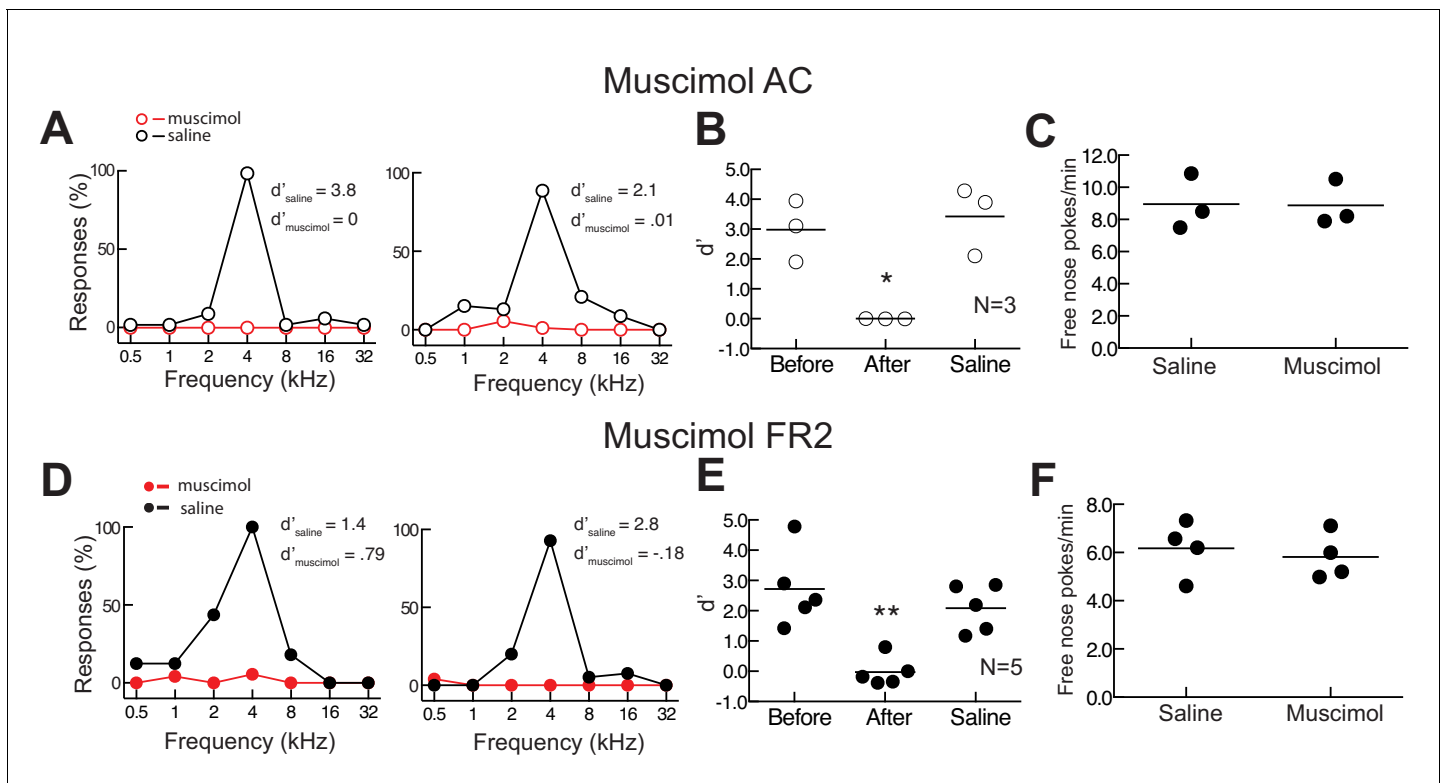 Muscimol AC
A
muscimol
saline
Responses (%)
100
50
0
0.5 1 2 4 8 16 32
Frequency (kHz)
d'saline = 3.8
d'muscimol = 0
100
50
0
0.5 1 2 4 8 16 32
Frequency (kHz)
d'saline = 2.1
d'muscimol = .01
B
d'
5.0
4.0
3.0
2.0
1.0
0.0
-1.0
*
N=3
Before After Saline
C
Free nose pokes/min
12.0
10.0
8.0
6.0
4.0
2.0
0.0
Saline Muscimol
Muscimol FR2
D
muscimol
saline
Responses (%)
100
50
0
0.5 1 2 4 8 16 32
Frequency (kHz)
d'saline = 1.4
d'muscimol = .79
100
50
0
0.5 1 2 4 8 16 32
Frequency (kHz)
d'saline = 2.8
d'muscimol = -.18
E
d'
5.0
4.0
3.0
2.0
1.0
0.0
-1.0
**
N=5
Before After Saline
F
Free nose pokes/min
8.0
6.0
4.0
2.0
0.0
Saline Muscimol